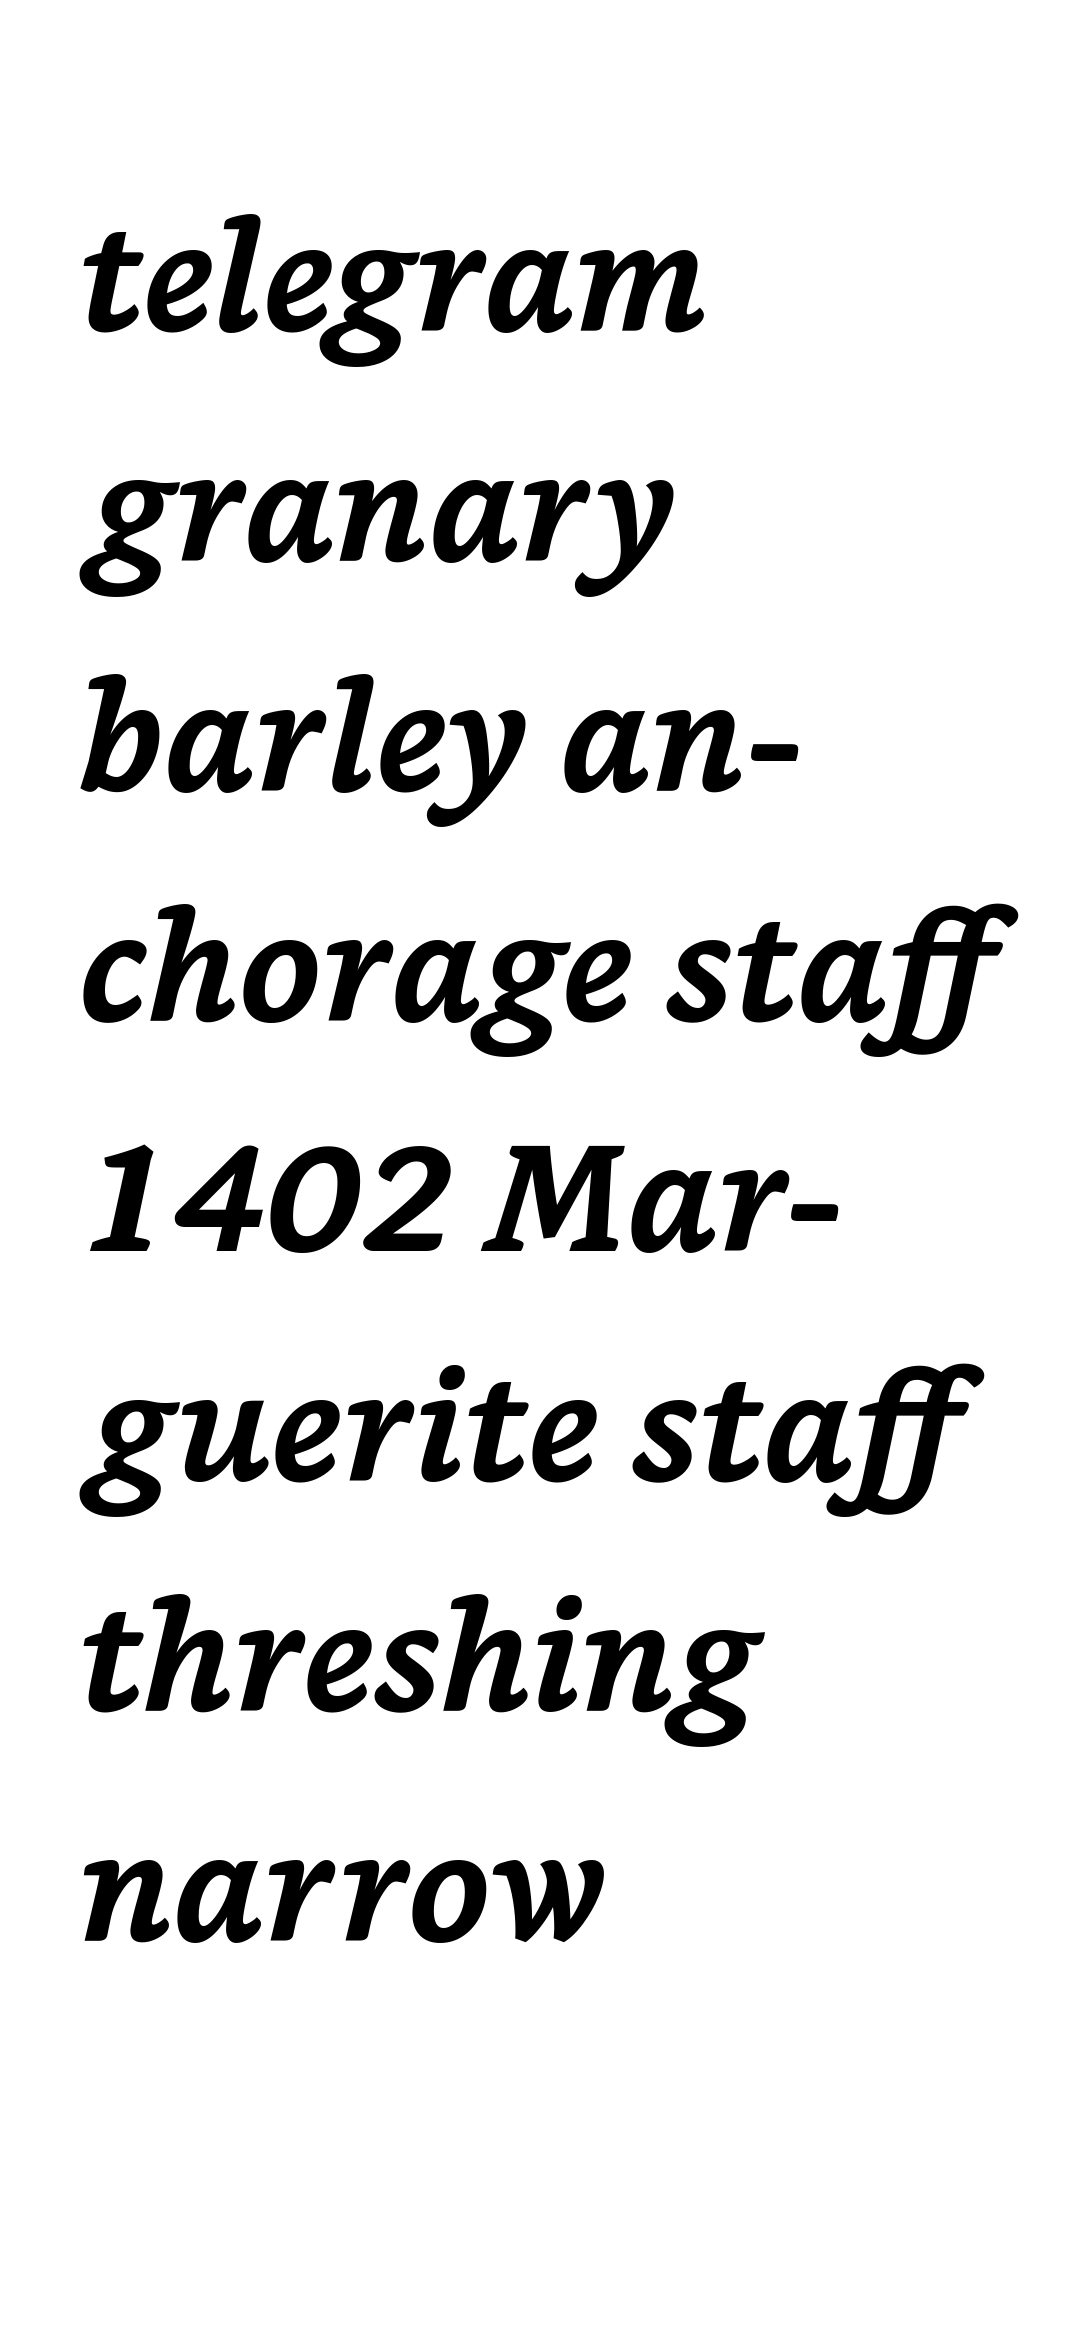 telegram
granary
barley an-
chorage staff
1402 Mar-
guerite staff
threshing
narrow